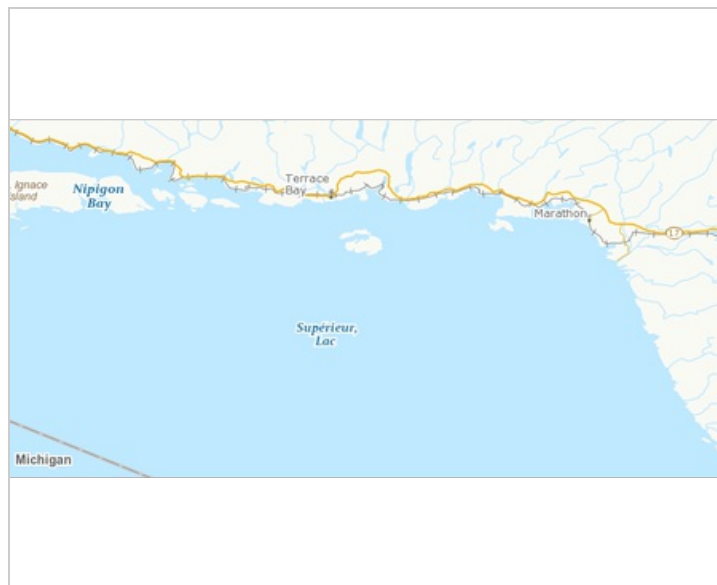 Terrace
Bay
Ignace
Island
Nipigon
Bay
Marathon
17
Supérieur,
Lac
Michigan